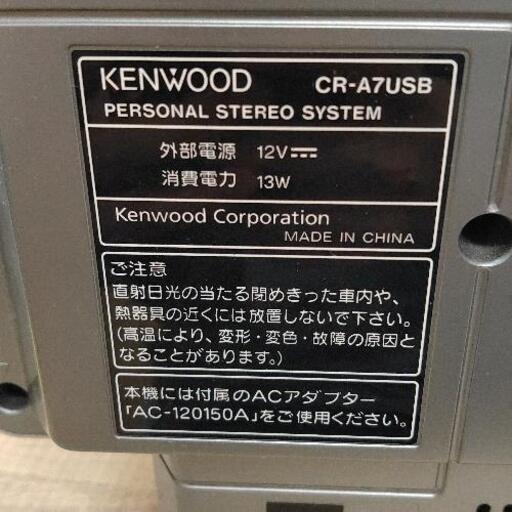 KENWOOD CR-A7USB
PERSONAL STEREO SYSTEM
外部電源 12V
消費電力 13W
Kenwood Corporation
MADE IN CHINA
ご注意
直射日光の当たる閉めきった車内や、
熱器具の近くには放置しないで下さい。
(高温により、変形・変色・故障の原因と
なることがあります。)
本機には付属のACアダプター
「AC-120150A」をご使用ください。